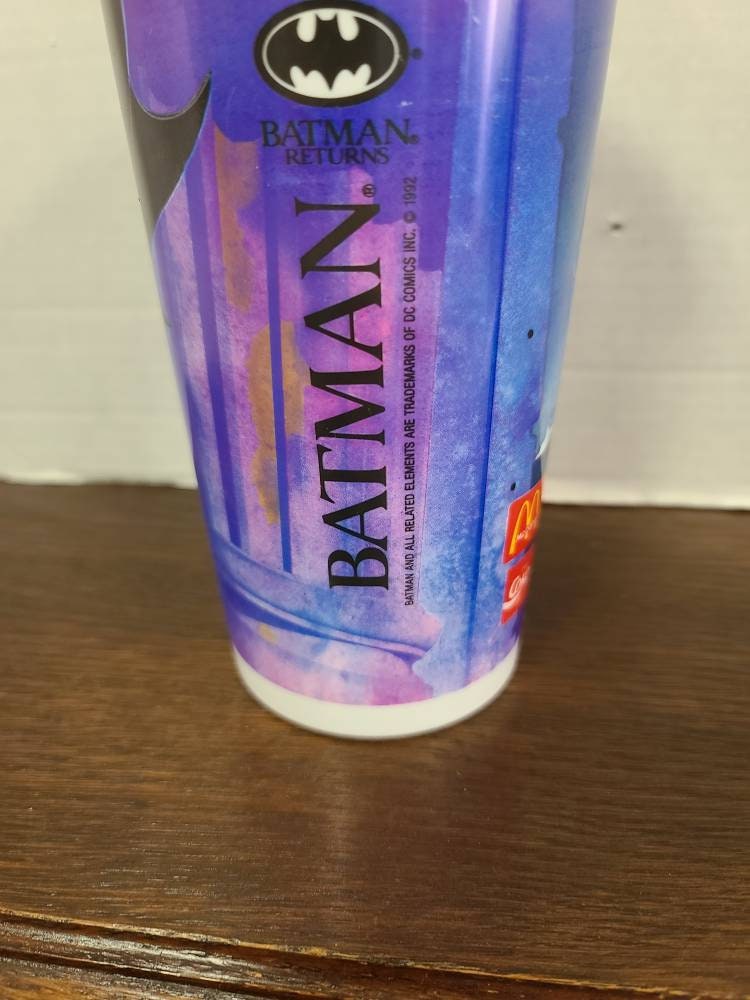 BATMAN®
RETURNS
BATMAN®
BATMAN AND ALL RELATED ELEMENTS ARE TRADEMARKS OF DC COMICS INC. © 1992